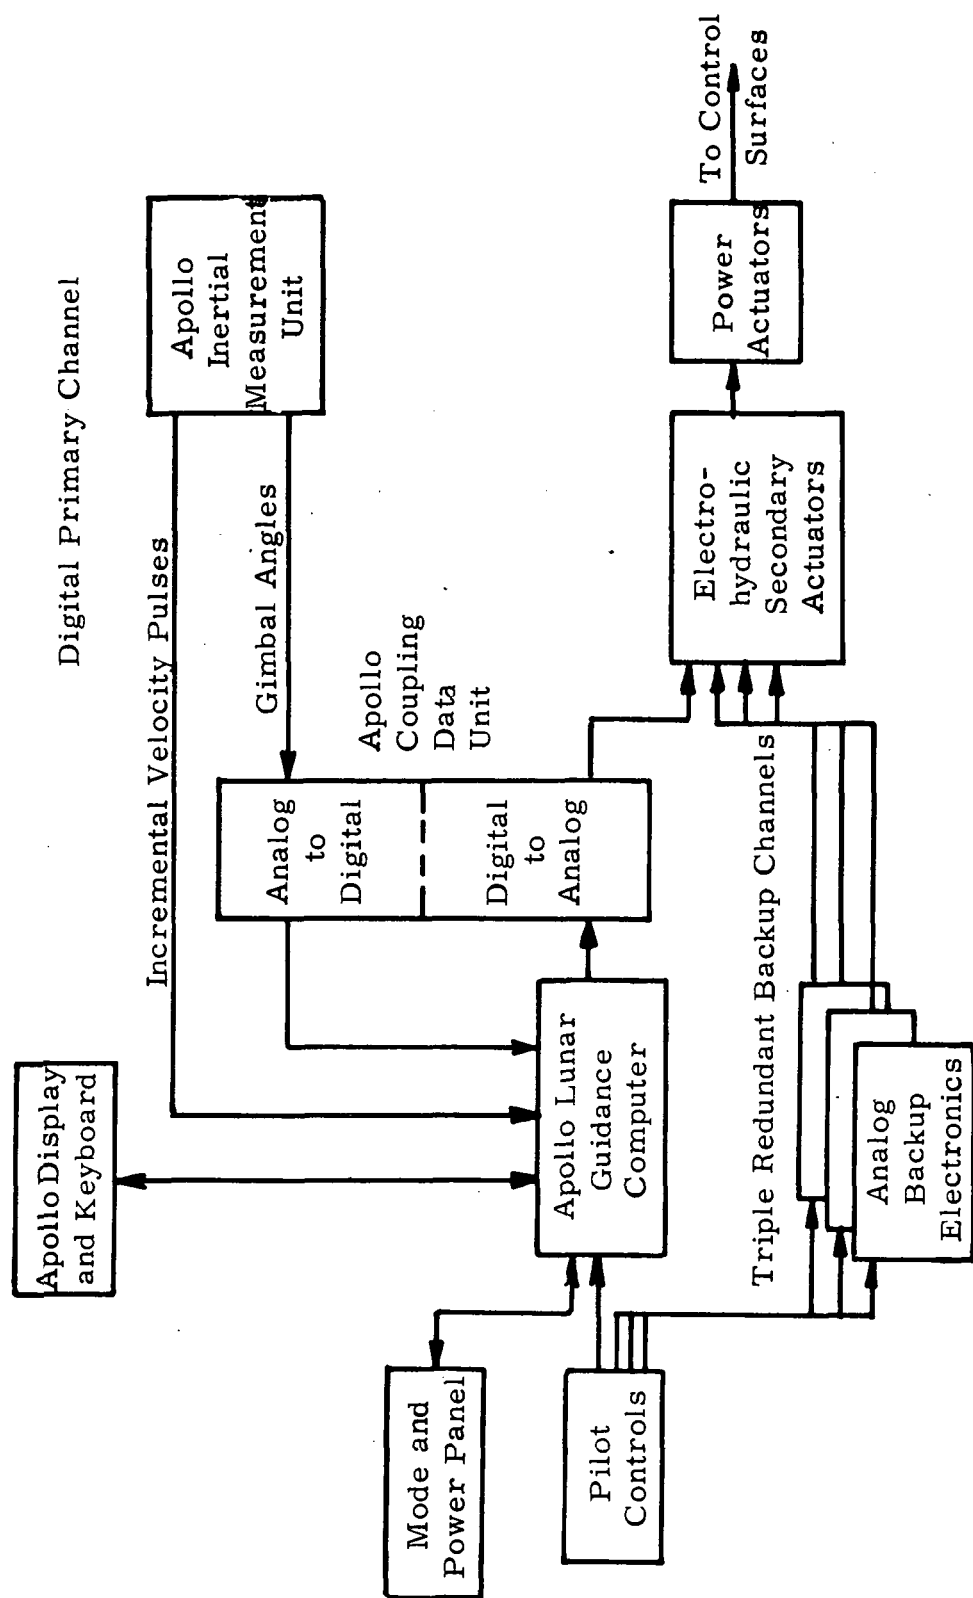 Digital Primary Channel
Apollo Display
and Keyboard
Incremental Velocity Pulses
Apollo
Inertial
Measurement
Unit
Gimbal Angles
Analog
to
Digital
Apollo
Coupling
Data
Unit
Digital
to
Analog
Mode and
Power Panel
Apollo Lunar
Guidance
Computer
Pilot
Controls
Electro-
hydraulic
Secondary
Actuators
Power
Actuators
To Control
Surfaces
Triple Redundant Backup Channels
Analog
Backup
Electronics